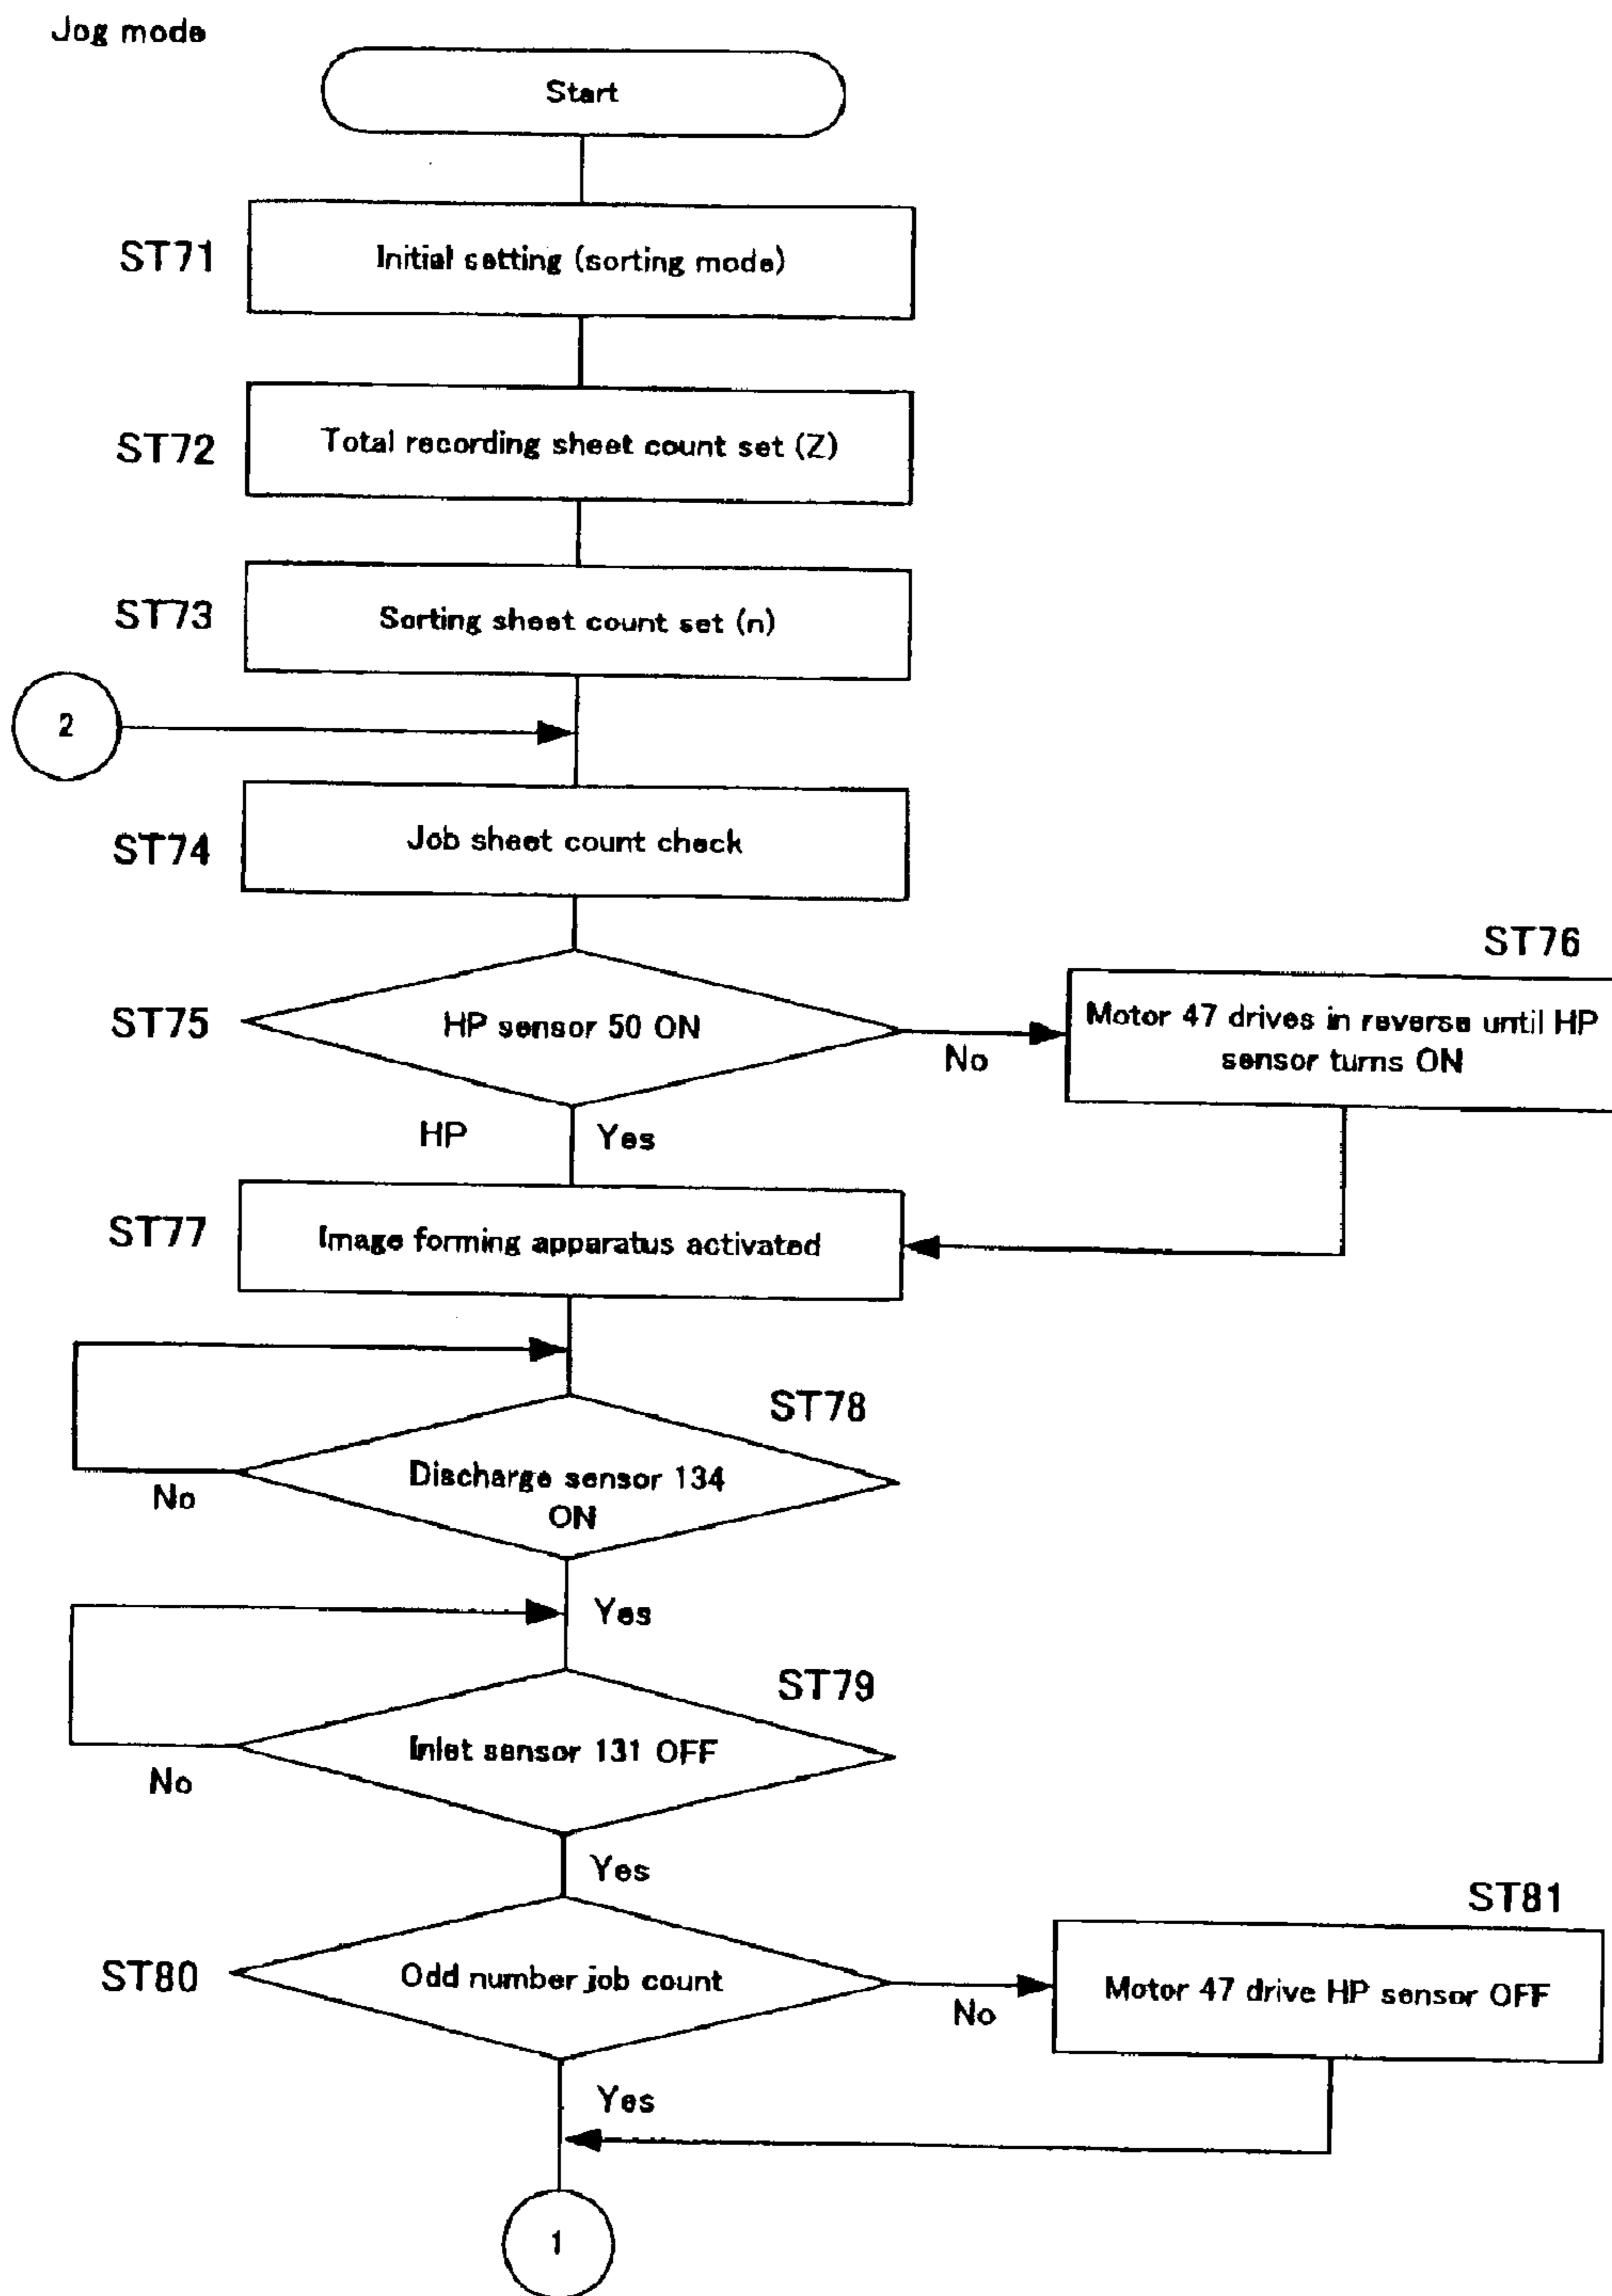 Jog mode
Start
ST71
Initial setting (sorting mode)
ST72
Total recording sheet count set (Z)
ST73
Sorting sheet count set (n)
2
ST74
Job sheet count check
ST75
HP sensor 50 ON
No
ST76
Motor 47 drives in reverse until HP
sensor turns ON
HP
Yes
ST77
Image forming apparatus activated
ST78
Discharge sensor 134
ON
No
Yes
ST79
Inlet sensor 131 OFF
No
Yes
ST80
Odd number job count
No
ST81
Motor 47 drive HP sensor OFF
Yes
1